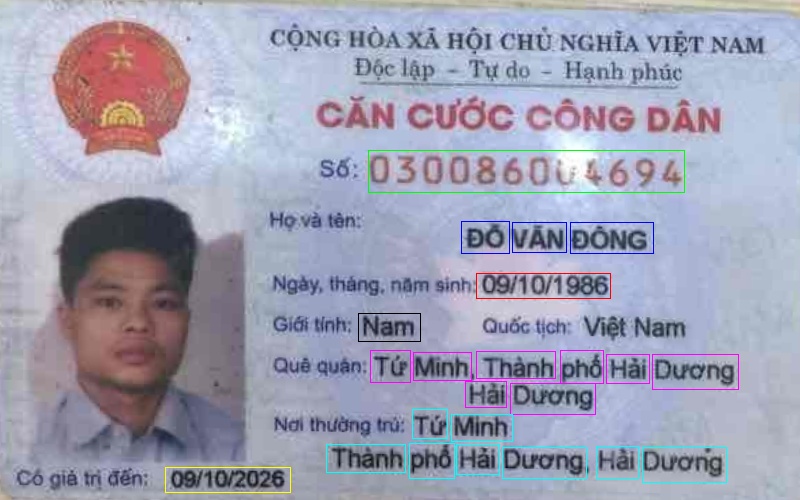 CỘNG HÒA XÃ HỘI CHỦ NGHĨA VIỆT NAM
Độc lập - Tự do - Hạnh phúc
CĂN CƯỚC CÔNG DÂN
Số: 030086004694
Họ và tên:
ĐỖ VĂN ĐÔNG
Ngày, tháng, năm sinh: 09/10/1986
Giới tính: Nam Quốc tịch: Việt Nam
Quê quán: Tứ Minh, Thành phố Hải Dương
Hải Dương
Nơi thường trú: Tứ Minh
Thành phố Hải Dương, Hải Dương
Có giá trị đến: 09/10/2026